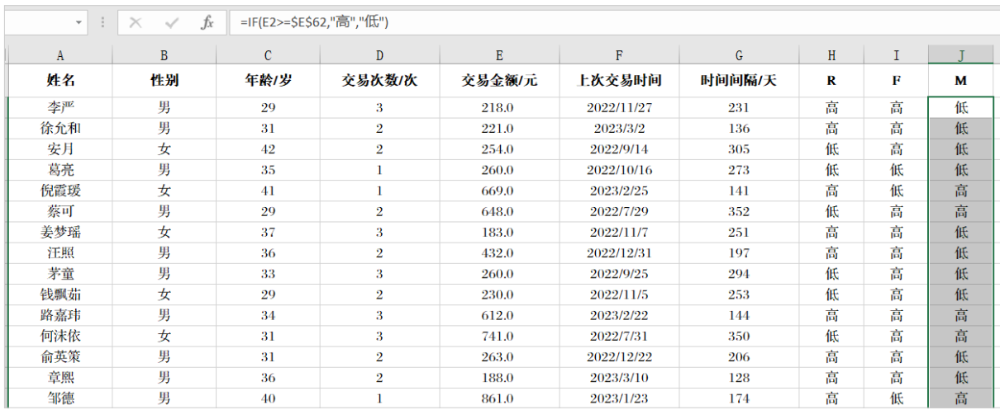 =IF(E2>=$E$62,"高","低")
A B C D E F G H I J
姓名 性别 年龄/岁 交易次数/次 交易金额/元 上次交易时间 时间间隔/天 R F M
李严 男 29 3 218.0 2022/11/27 231 高 高 低
徐允和 男 31 2 221.0 2023/3/2 136 高 高 低
安月 女 42 2 254.0 2022/9/14 305 低 高 低
葛亮 男 35 1 260.0 2022/10/16 273 低 低 低
倪霞瑗 女 41 1 669.0 2023/2/25 141 高 低 高
蔡可 男 29 2 648.0 2022/7/29 352 低 高 高
姜梦瑶 女 37 3 183.0 2022/11/7 251 高 高 低
汪照 男 36 2 432.0 2022/12/31 197 高 高 低
茅童 男 33 3 260.0 2022/9/25 294 低 高 低
钱飘茹 女 29 2 230.0 2022/11/5 253 低 高 低
路嘉玮 男 34 3 612.0 2023/2/22 144 高 高 高
何沫依 女 31 3 741.0 2022/7/31 350 低 高 高
俞英策 男 31 2 263.0 2022/12/22 206 高 高 低
章熙 男 36 2 188.0 2023/3/10 128 高 高 低
邹德 男 40 1 861.0 2023/1/23 174 高 低 高